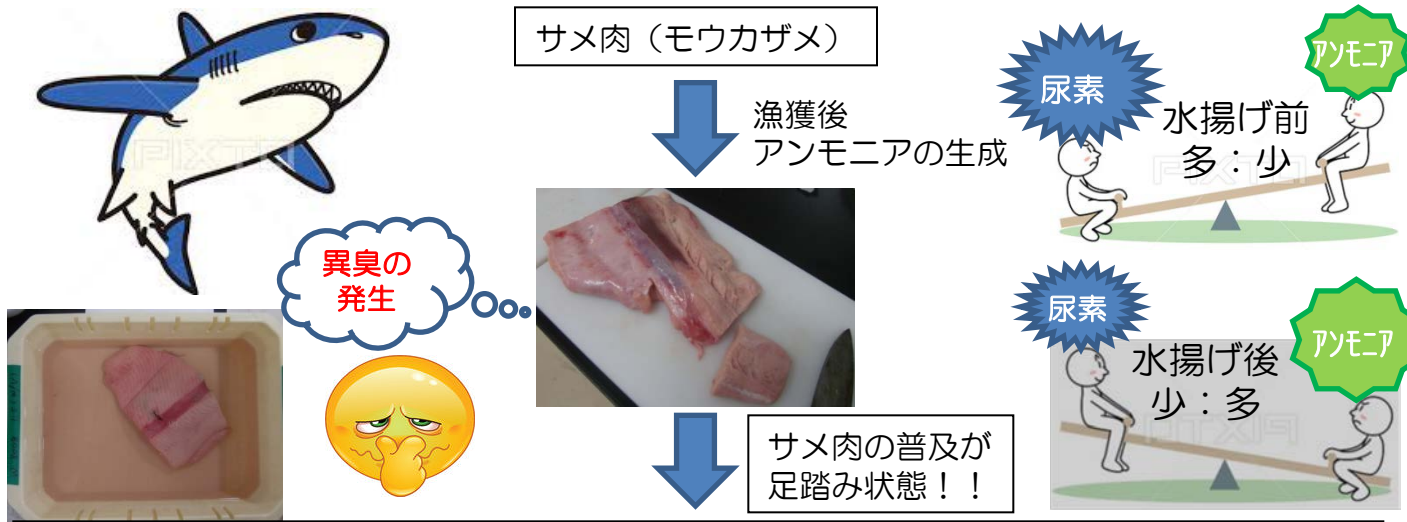 サメ肉（モウカザメ）
漁獲後
アンモニアの生成
異臭の
発生
サメ肉の普及が
足踏み状態！！
尿素
アンモニア
水揚げ前
多：少
尿素
アンモニア
水揚げ後
少：多
PIXTA
PIXTA
PIXTA